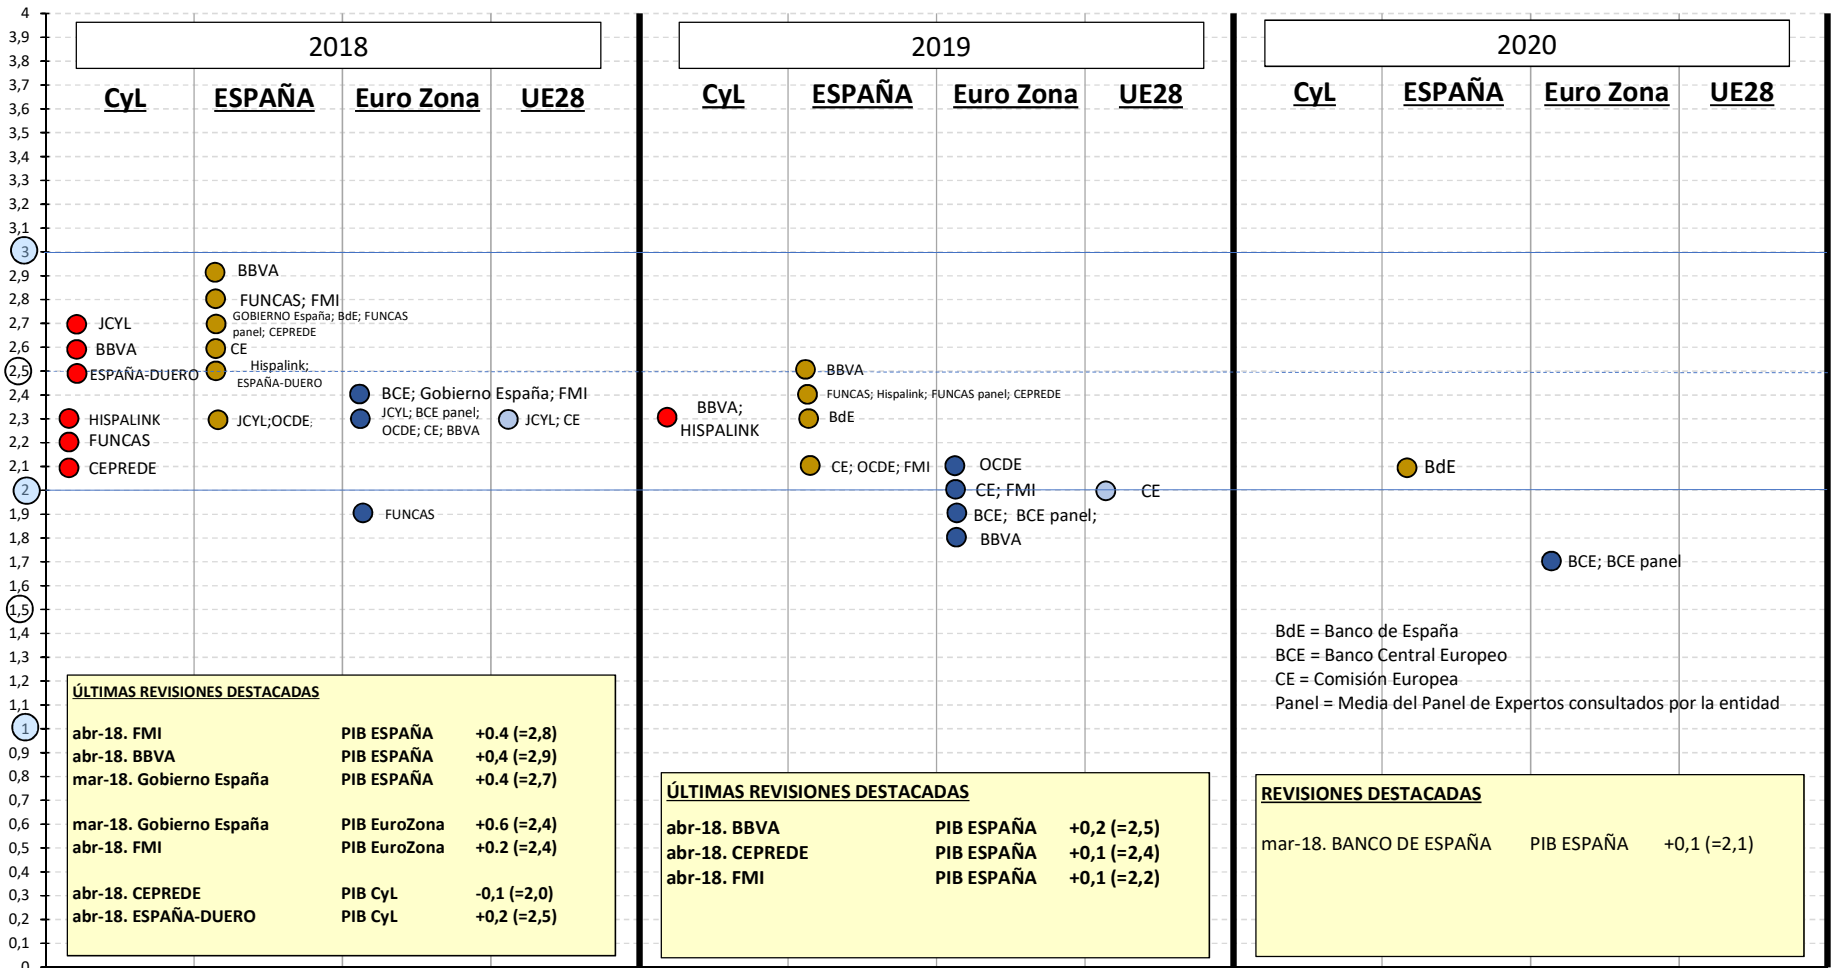 4
3,9
3,8
3,7
3,6
3,5
3,4
3,3
3,2
3,1
3
2,9
2,8
2,7
2,6
2,5
2,4
2,3
2,2
2,1
2
1,9
1,8
1,7
1,6
1,5
1,4
1,3
1,2
1,1
1
0,9
0,8
0,7
0,6
0,5
0,4
0,3
0,2
0,1
0
2018
CyL ESPAÑA Euro Zona UE28
JCYL
BBVA
ESPAÑA-DUERO
HISPALINK
FUNCAS
CEPREDE
BBVA
FUNCAS; FMI
GOBIERNO España; BdE; FUNCAS
panel; CEPREDE
CE
Hispalink;
ESPAÑA-DUERO
JCYL;OCDE;
BCE; Gobierno España; FMI
JCYL; BCE panel;
OCDE; CE; BBVA
FUNCAS
JCYL; CE
ÚLTIMAS REVISIONES DESTACADAS
abr-18. FMI PIB ESPAÑA +0.4 (=2,8)
abr-18. BBVA PIB ESPAÑA +0,4 (=2,9)
mar-18. Gobierno España PIB ESPAÑA +0.4 (=2,7)
mar-18. Gobierno España PIB EuroZona +0.6 (=2,4)
abr-18. FMI PIB EuroZona +0.2 (=2,4)
abr-18. CEPREDE PIB CyL -0,1 (=2,0)
abr-18. ESPAÑA-DUERO PIB CyL +0,2 (=2,5)
2019
CyL ESPAÑA Euro Zona UE28
BBVA;
HISPALINK
BBVA
FUNCAS; Hispalink; FUNCAS panel; CEPREDE
BdE
CE; OCDE; FMI
OCDE
CE; FMI
BCE; BCE panel;
BBVA
CE
ÚLTIMAS REVISIONES DESTACADAS
abr-18. BBVA PIB ESPAÑA +0,2 (=2,5)
abr-18. CEPREDE PIB ESPAÑA +0,1 (=2,4)
abr-18. FMI PIB ESPAÑA +0,1 (=2,2)
2020
CyL ESPAÑA Euro Zona UE28
BdE
BCE; BCE panel
BdE = Banco de España
BCE = Banco Central Europeo
CE = Comisión Europea
Panel = Media del Panel de Expertos consultados por la entidad
REVISIONES DESTACADAS
mar-18. BANCO DE ESPAÑA PIB ESPAÑA +0,1 (=2,1)